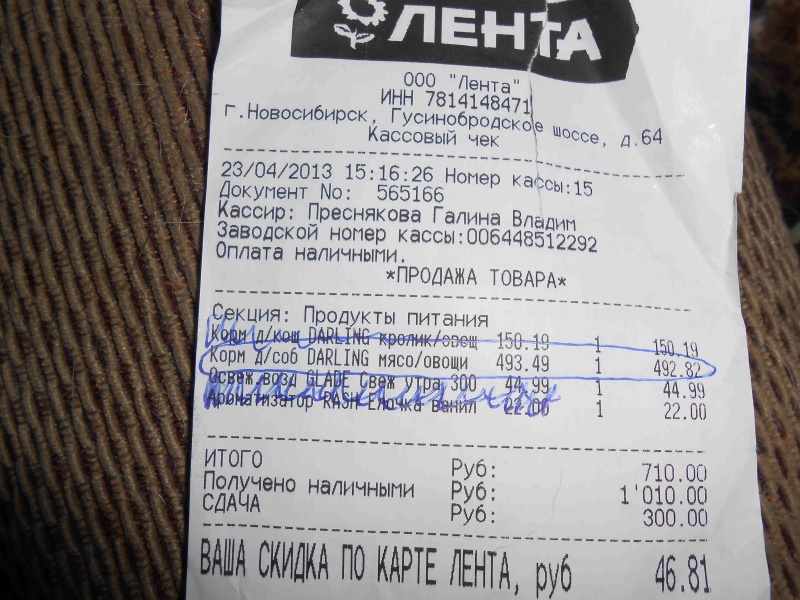 ЛЕНТА
ООО "Лента"
ИНН 7814148471
г.Новосибирск, Гусинобродское шоссе, д.64
Кассовый чек
23/04/2013 15:16:26 Номер кассы:15
Документ No: 565166
Кассир: Преснякова Галина Владим
Заводской номер кассы:006448512292
Оплата наличными.
*ПРОДАЖА ТОВАРА*
Секция: Продукты питания
Корм д/кош DARLING кролик/овощ 150.19 1 150.19
Корм д/соб DARLING мясо/овощи 493.49 1 492.82
Освеж.возд GLADE Свеж утра 300 44.99 1 44.99
Ароматизатор RASH Елочка ванил 22.00 1 22.00
ИТОГО Руб: 710.00
Получено наличными Руб: 1'010.00
СДАЧА Руб: 300.00
ВАША СКИДКА ПО КАРТЕ ЛЕНТА, руб 46.81